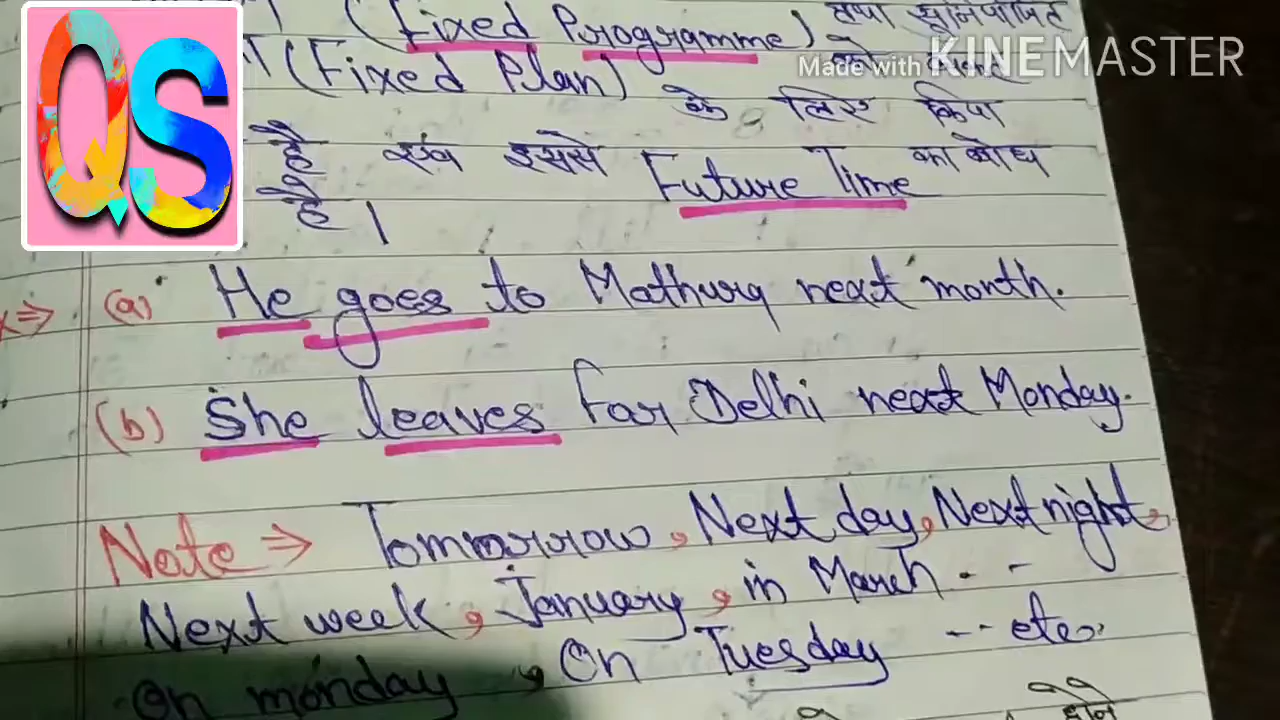 QS
Made with KINEMASTER
(Fixed Programme) तथा सुनियोजित
(Fixed Plan) को
के लिए किया
है एवं इससे Future Time का बोध
है ।
(a) He goes to Mathura next month.
(b) She leaves for Delhi next Monday.
Note ⇒ Tommorrow, Next day, Next night,
Next week, January, in March - -
On monday, On Tuesday --- etc.
होने